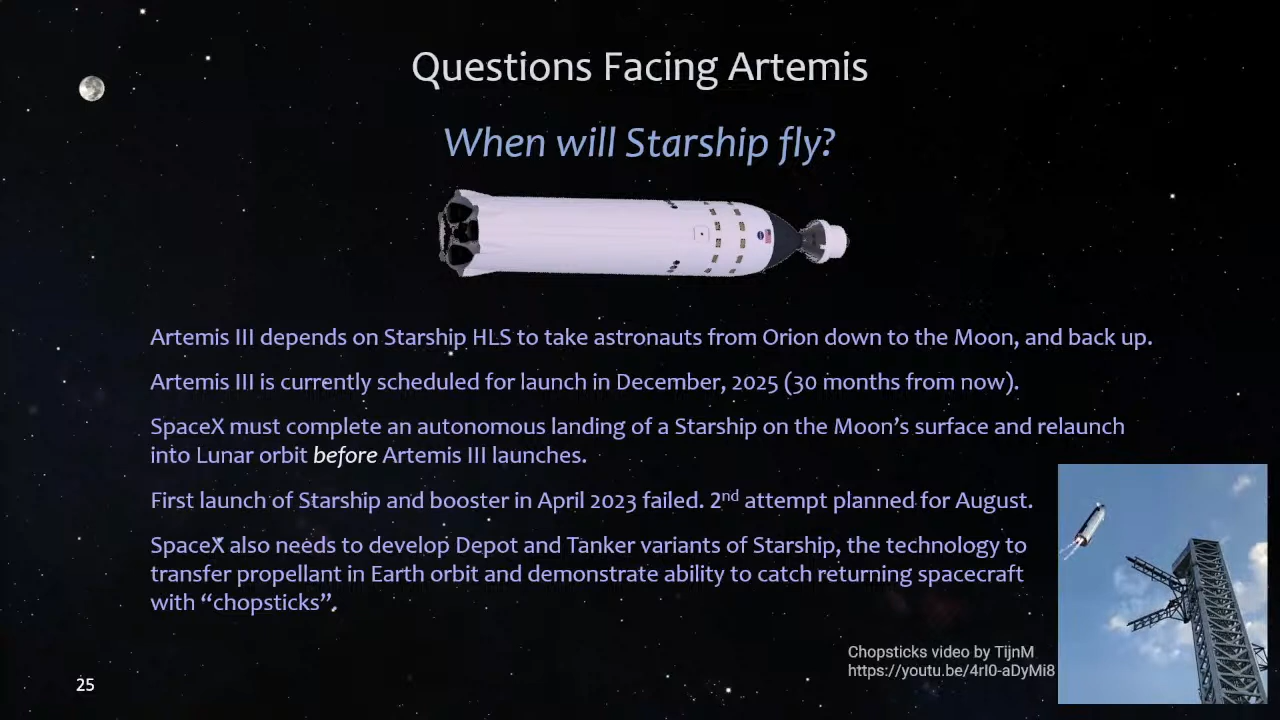 Questions Facing Artemis
When will Starship fly?
Artemis III depends on Starship HLS to take astronauts from Orion down to the Moon, and back up.
Artemis III is currently scheduled for launch in December, 2025 (30 months from now).
SpaceX must complete an autonomous landing of a Starship on the Moon’s surface and relaunch
into Lunar orbit before Artemis III launches.
First launch of Starship and booster in April 2023 failed. 2nd attempt planned for August.
SpaceX also needs to develop Depot and Tanker variants of Starship, the technology to
transfer propellant in Earth orbit and demonstrate ability to catch returning spacecraft
with “chopsticks”.
Chopsticks video by TijnM
https://youtu.be/4rI0-aDyMi8
25